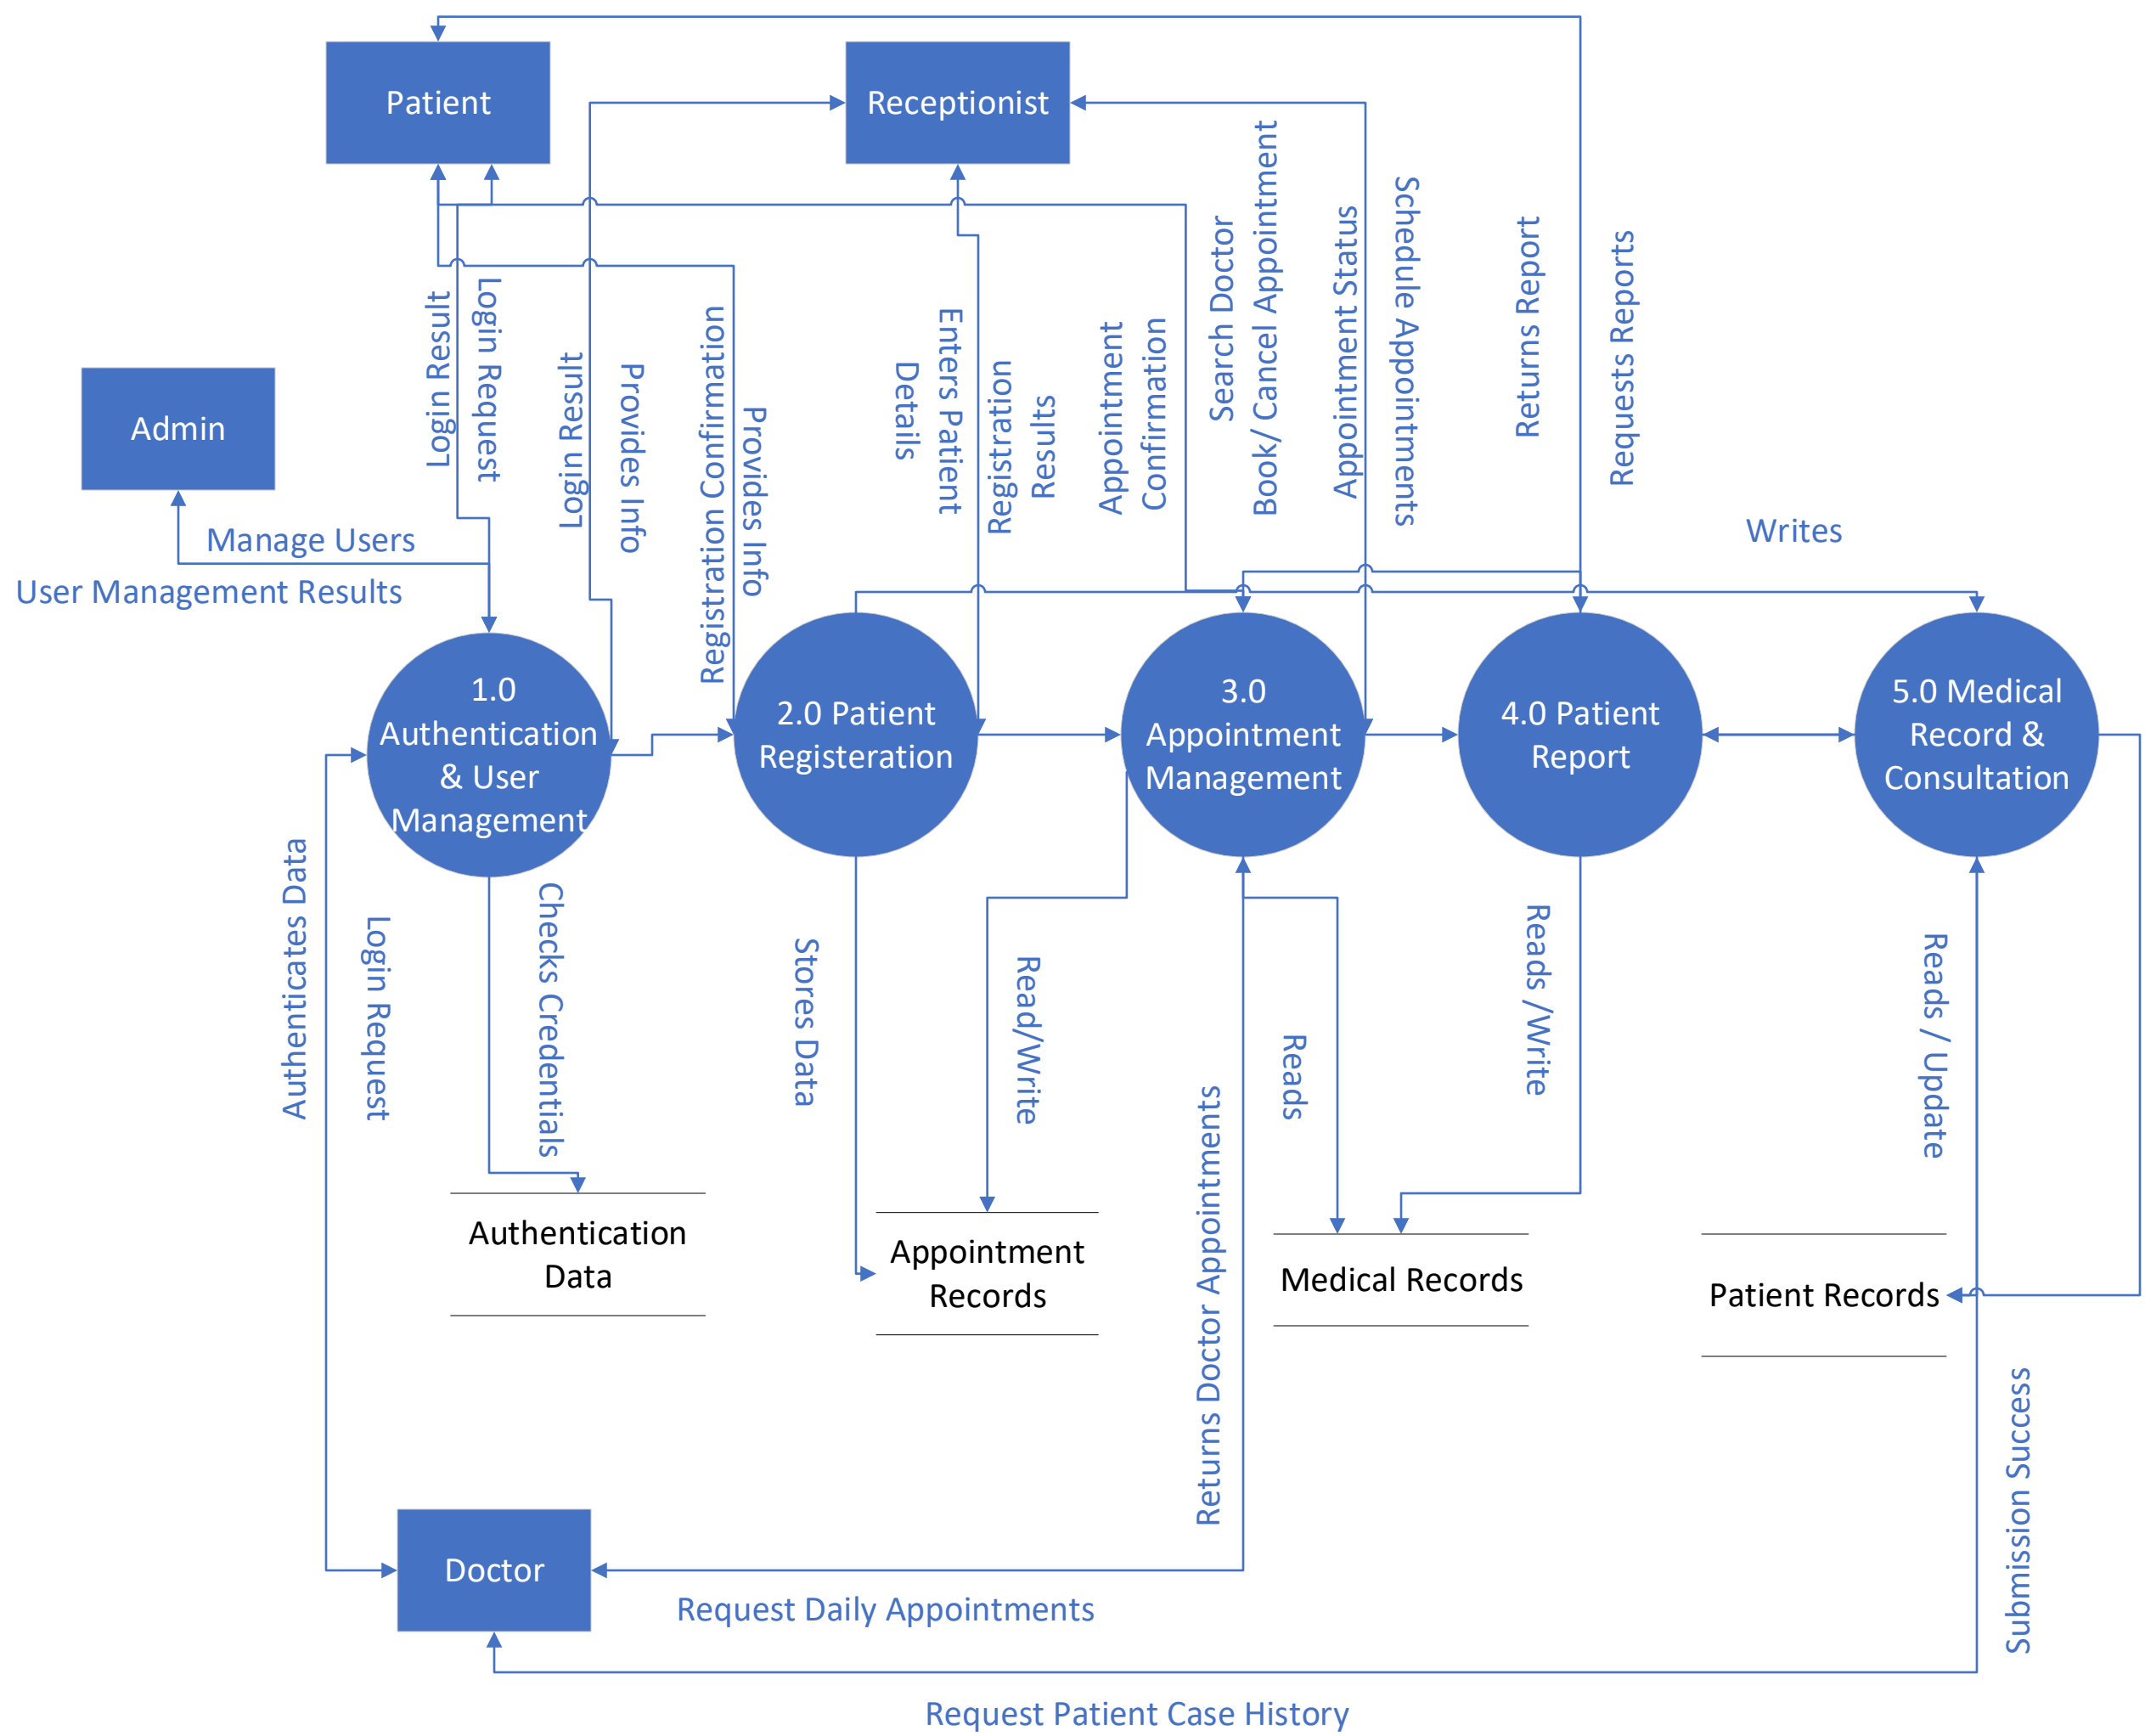 Patient
Receptionist
Login Result
Login Request
Login Result
Provides Info
Registration Confirmation
Provides Info
Enters Patient
Details
Registration
Results
Appointment
Confirmation
Search Doctor
Book/ Cancel Appointment
Appointment Status
Schedule Appointments
Returns Report
Requests Reports
Admin
Manage Users
User Management Results
Writes
1.0
Authentication
& User
Management
2.0 Patient
Registeration
3.0
Appointment
Management
4.0 Patient
Report
5.0 Medical
Record &
Consultation
Authenticates Data
Login Request
Checks Credentials
Stores Data
Read/Write
Returns Doctor Appointments
Reads
Reads /Write
Reads / Update
Authentication
Data
Appointment
Records
Medical Records
Patient Records
Submission Success
Doctor
Request Daily Appointments
Request Patient Case History